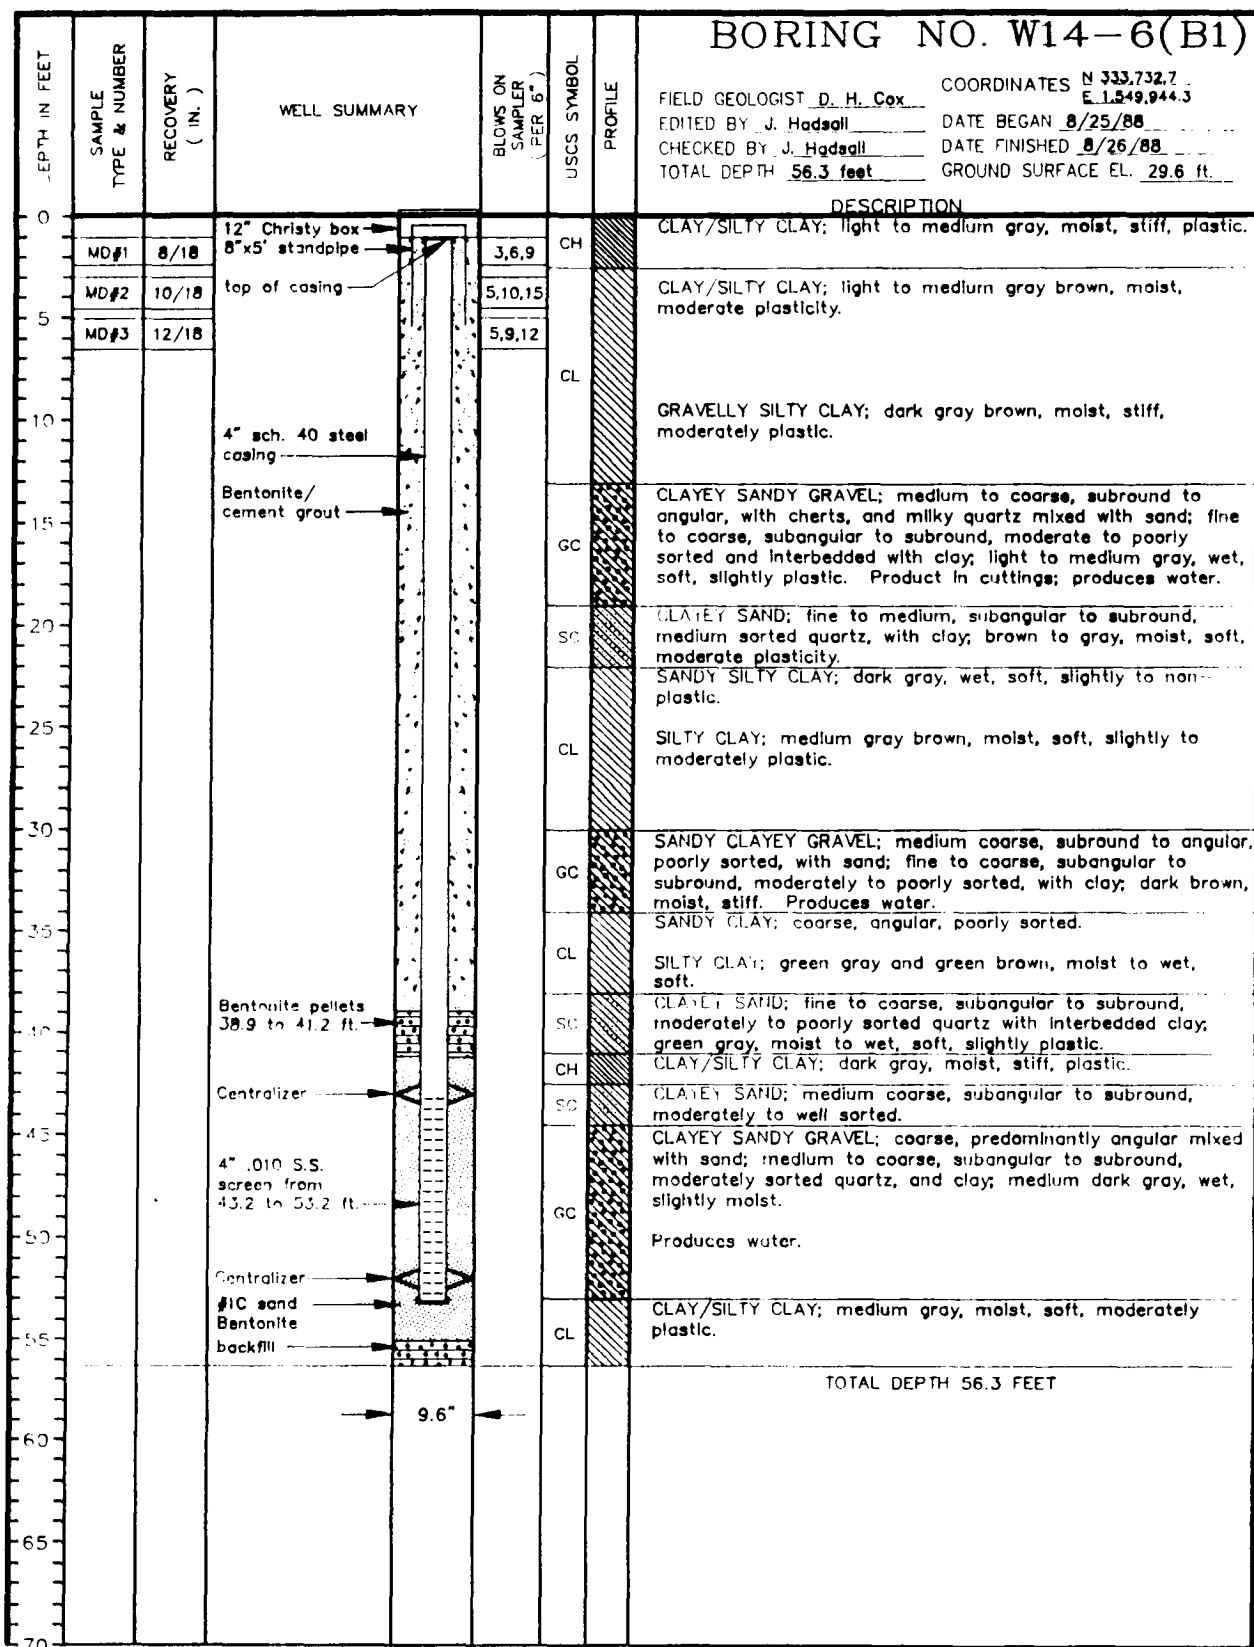 BORING NO. W14-6(B1)
DEPTH IN FEET
SAMPLE
TYPE & NUMBER
RECOVERY
( IN. )
WELL SUMMARY
BLOWS ON
SAMPLER
(PER 6")
USCS SYMBOL
PROFILE
FIELD GEOLOGIST D. H. Cox
EDITED BY J. Hadsall
CHECKED BY J. Hadsall
TOTAL DEPTH 56.3 feet
COORDINATES N 333,732.7
E 1,549,944.3
DATE BEGAN 8/25/88
DATE FINISHED 8/26/88
GROUND SURFACE EL. 29.6 ft.
DESCRIPTION
0
5
10
15
20
25
30
35
40
45
50
55
60
65
70
MD#1 8/18 3,6,9
MD#2 10/18 5,10,15
MD#3 12/18 5,9,12
12" Christy box
8"x5' standpipe
top of casing
4" sch. 40 steel
casing
Bentonite/
cement grout
Bentonite pellets
38.9 to 41.2 ft.
Centralizer
4" .010 S.S.
screen from
43.2 to 53.2 ft.
Centralizer
#1C sand
Bentonite
backfill
9.6"
CH
CLAY/SILTY CLAY; light to medium gray, moist, stiff, plastic.
CL
CLAY/SILTY CLAY; light to medium gray brown, moist,
moderate plasticity.
GRAVELLY SILTY CLAY; dark gray brown, moist, stiff,
moderately plastic.
GC
CLAYEY SANDY GRAVEL; medium to coarse, subround to
angular, with cherts, and milky quartz mixed with sand; fine
to coarse, subangular to subround, moderate to poorly
sorted and interbedded with clay; light to medium gray, wet,
soft, slightly plastic. Product in cuttings; produces water.
SC
CLAYEY SAND; fine to medium, subangular to subround,
medium sorted quartz, with clay; brown to gray, moist, soft,
moderate plasticity.
CL
SANDY SILTY CLAY; dark gray, wet, soft, slightly to non-
plastic.
SILTY CLAY; medium gray brown, moist, soft, slightly to
moderately plastic.
GC
SANDY CLAYEY GRAVEL; medium coarse, subround to angular,
poorly sorted, with sand; fine to coarse, subangular to
subround, moderately to poorly sorted, with clay; dark brown,
moist, stiff. Produces water.
CL
SANDY CLAY; coarse, angular, poorly sorted.
SILTY CLAY; green gray and green brown, moist to wet,
soft.
SC
CLAYEY SAND; fine to coarse, subangular to subround,
moderately to poorly sorted quartz with interbedded clay;
green gray, moist to wet, soft, slightly plastic.
CH
CLAY/SILTY CLAY; dark gray, moist, stiff, plastic.
SC
CLAYEY SAND; medium coarse, subangular to subround,
moderately to well sorted.
GC
CLAYEY SANDY GRAVEL; coarse, predominantly angular mixed
with sand; medium to coarse, subangular to subround,
moderately sorted quartz, and clay; medium dark gray, wet,
slightly moist.
Produces water.
CL
CLAY/SILTY CLAY; medium gray, moist, soft, moderately
plastic.
TOTAL DEPTH 56.3 FEET